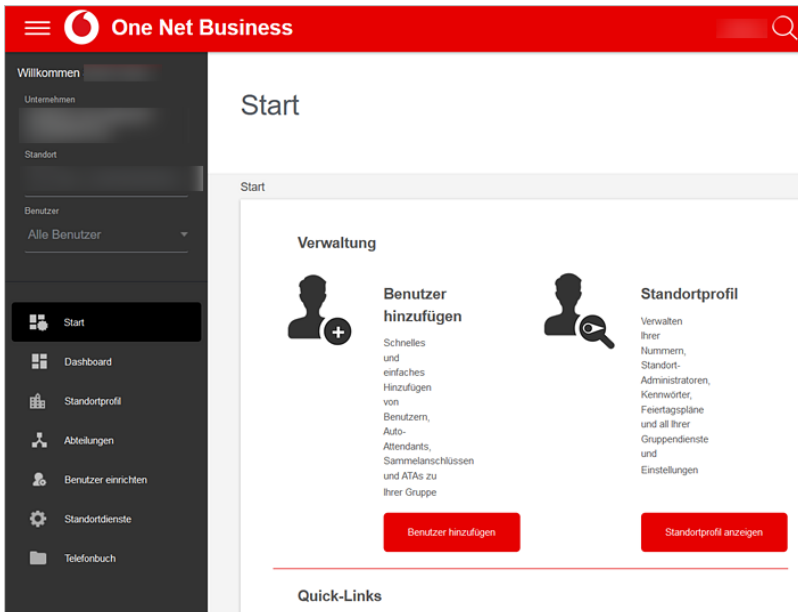 One Net Business
Willkommen
Unternehmen
Standort
Benutzer
Alle Benutzer
Start
Dashboard
Standortprofil
Abteilungen
Benutzer einrichten
Standortdienste
Telefonbuch
Start
Start
Verwaltung
Benutzer
hinzufügen
Schnelles
und
einfaches
Hinzufügen
von
Benutzern,
Auto-
Attendants,
Sammelanschlüssen
und ATAs zu
Ihrer Gruppe
Benutzer hinzufügen
Standortprofil
Verwalten
Ihrer
Nummern,
Standort-
Administratoren,
Kennwörter,
Feiertagspläne
und all Ihrer
Gruppendienste
und
Einstellungen
Standortprofil anzeigen
Quick-Links